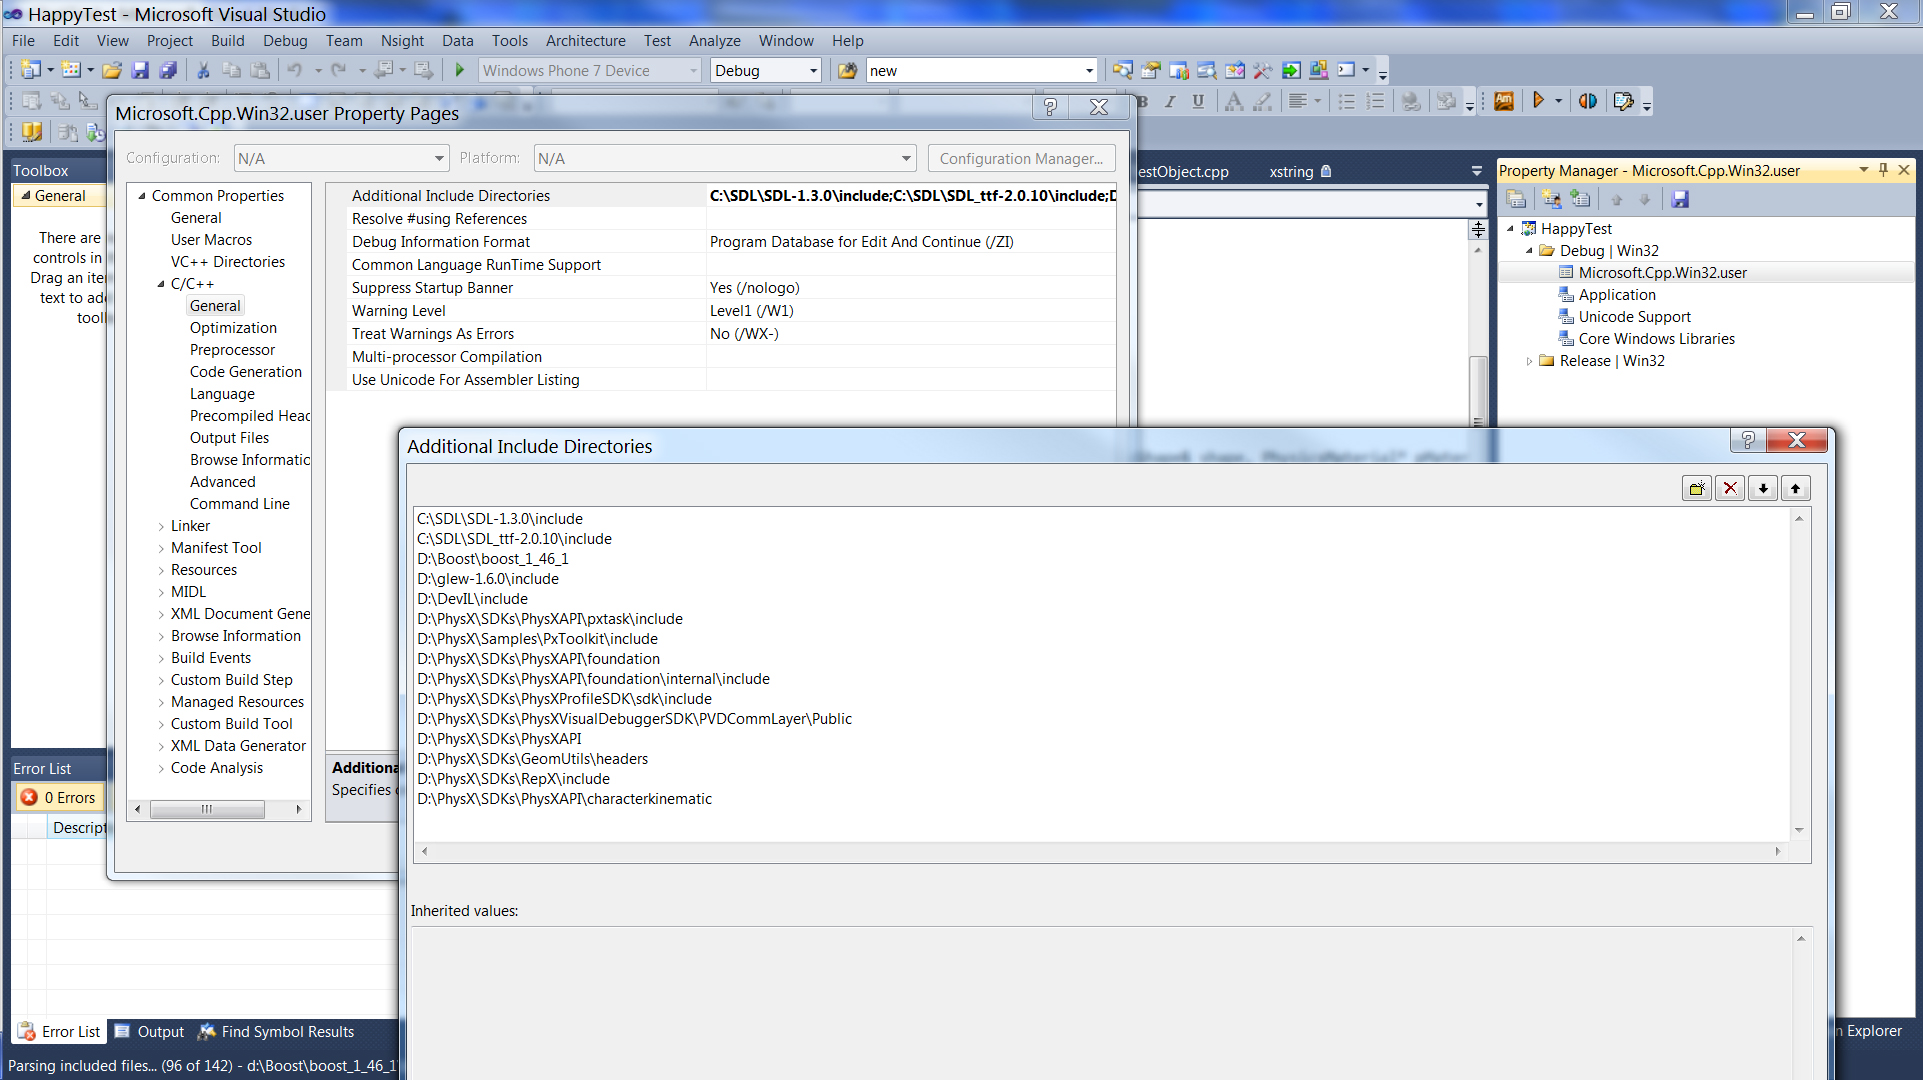 HappyTest - Microsoft Visual Studio
File Edit View Project Build Debug Team Nsight Data Tools Architecture Test Analyze Window Help
Windows Phone 7 Device Debug new
B I U A
Microsoft.Cpp.Win32.user Property Pages
Configuration: N/A Platform: N/A Configuration Manager...
Toolbox
General
There are
controls in
Drag an ite
text to add
tool
Common Properties
General
User Macros
VC++ Directories
C/C++
General
Optimization
Preprocessor
Code Generation
Language
Precompiled Head
Output Files
Browse Informatic
Advanced
Command Line
Linker
Manifest Tool
Resources
MIDL
XML Document Gene
Browse Information
Build Events
Custom Build Step
Managed Resources
Custom Build Tool
XML Data Generator
Code Analysis
Additional Include Directories C:\SDL\SDL-1.3.0\include;C:\SDL\SDL_ttf-2.0.10\include;D
Resolve #using References
Debug Information Format Program Database for Edit And Continue (/ZI)
Common Language RunTime Support
Suppress Startup Banner Yes (/nologo)
Warning Level Level1 (/W1)
Treat Warnings As Errors No (/WX-)
Multi-processor Compilation
Use Unicode For Assembler Listing
Additiona
Specifies
estObject.cpp xstring
Property Manager - Microsoft.Cpp.Win32.user
HappyTest
Debug | Win32
Microsoft.Cpp.Win32.user
Application
Unicode Support
Core Windows Libraries
Release | Win32
Additional Include Directories
C:\SDL\SDL-1.3.0\include
C:\SDL\SDL_ttf-2.0.10\include
D:\Boost\boost_1_46_1
D:\glew-1.6.0\include
D:\DevIL\include
D:\PhysX\SDKs\PhysXAPI\pxtask\include
D:\PhysX\Samples\PxToolkit\include
D:\PhysX\SDKs\PhysXAPI\foundation
D:\PhysX\SDKs\PhysXAPI\foundation\internal\include
D:\PhysX\SDKs\PhysXProfileSDK\sdk\include
D:\PhysX\SDKs\PhysXVisualDebuggerSDK\PVDCommLayer\Public
D:\PhysX\SDKs\PhysXAPI
D:\PhysX\SDKs\GeomUtils\headers
D:\PhysX\SDKs\RepX\include
D:\PhysX\SDKs\PhysXAPI\characterkinematic
Inherited values:
Error List
0 Errors
Descript
Error List Output Find Symbol Results
n Explorer
Parsing included files... (96 of 142) - d:\Boost\boost_1_46_1